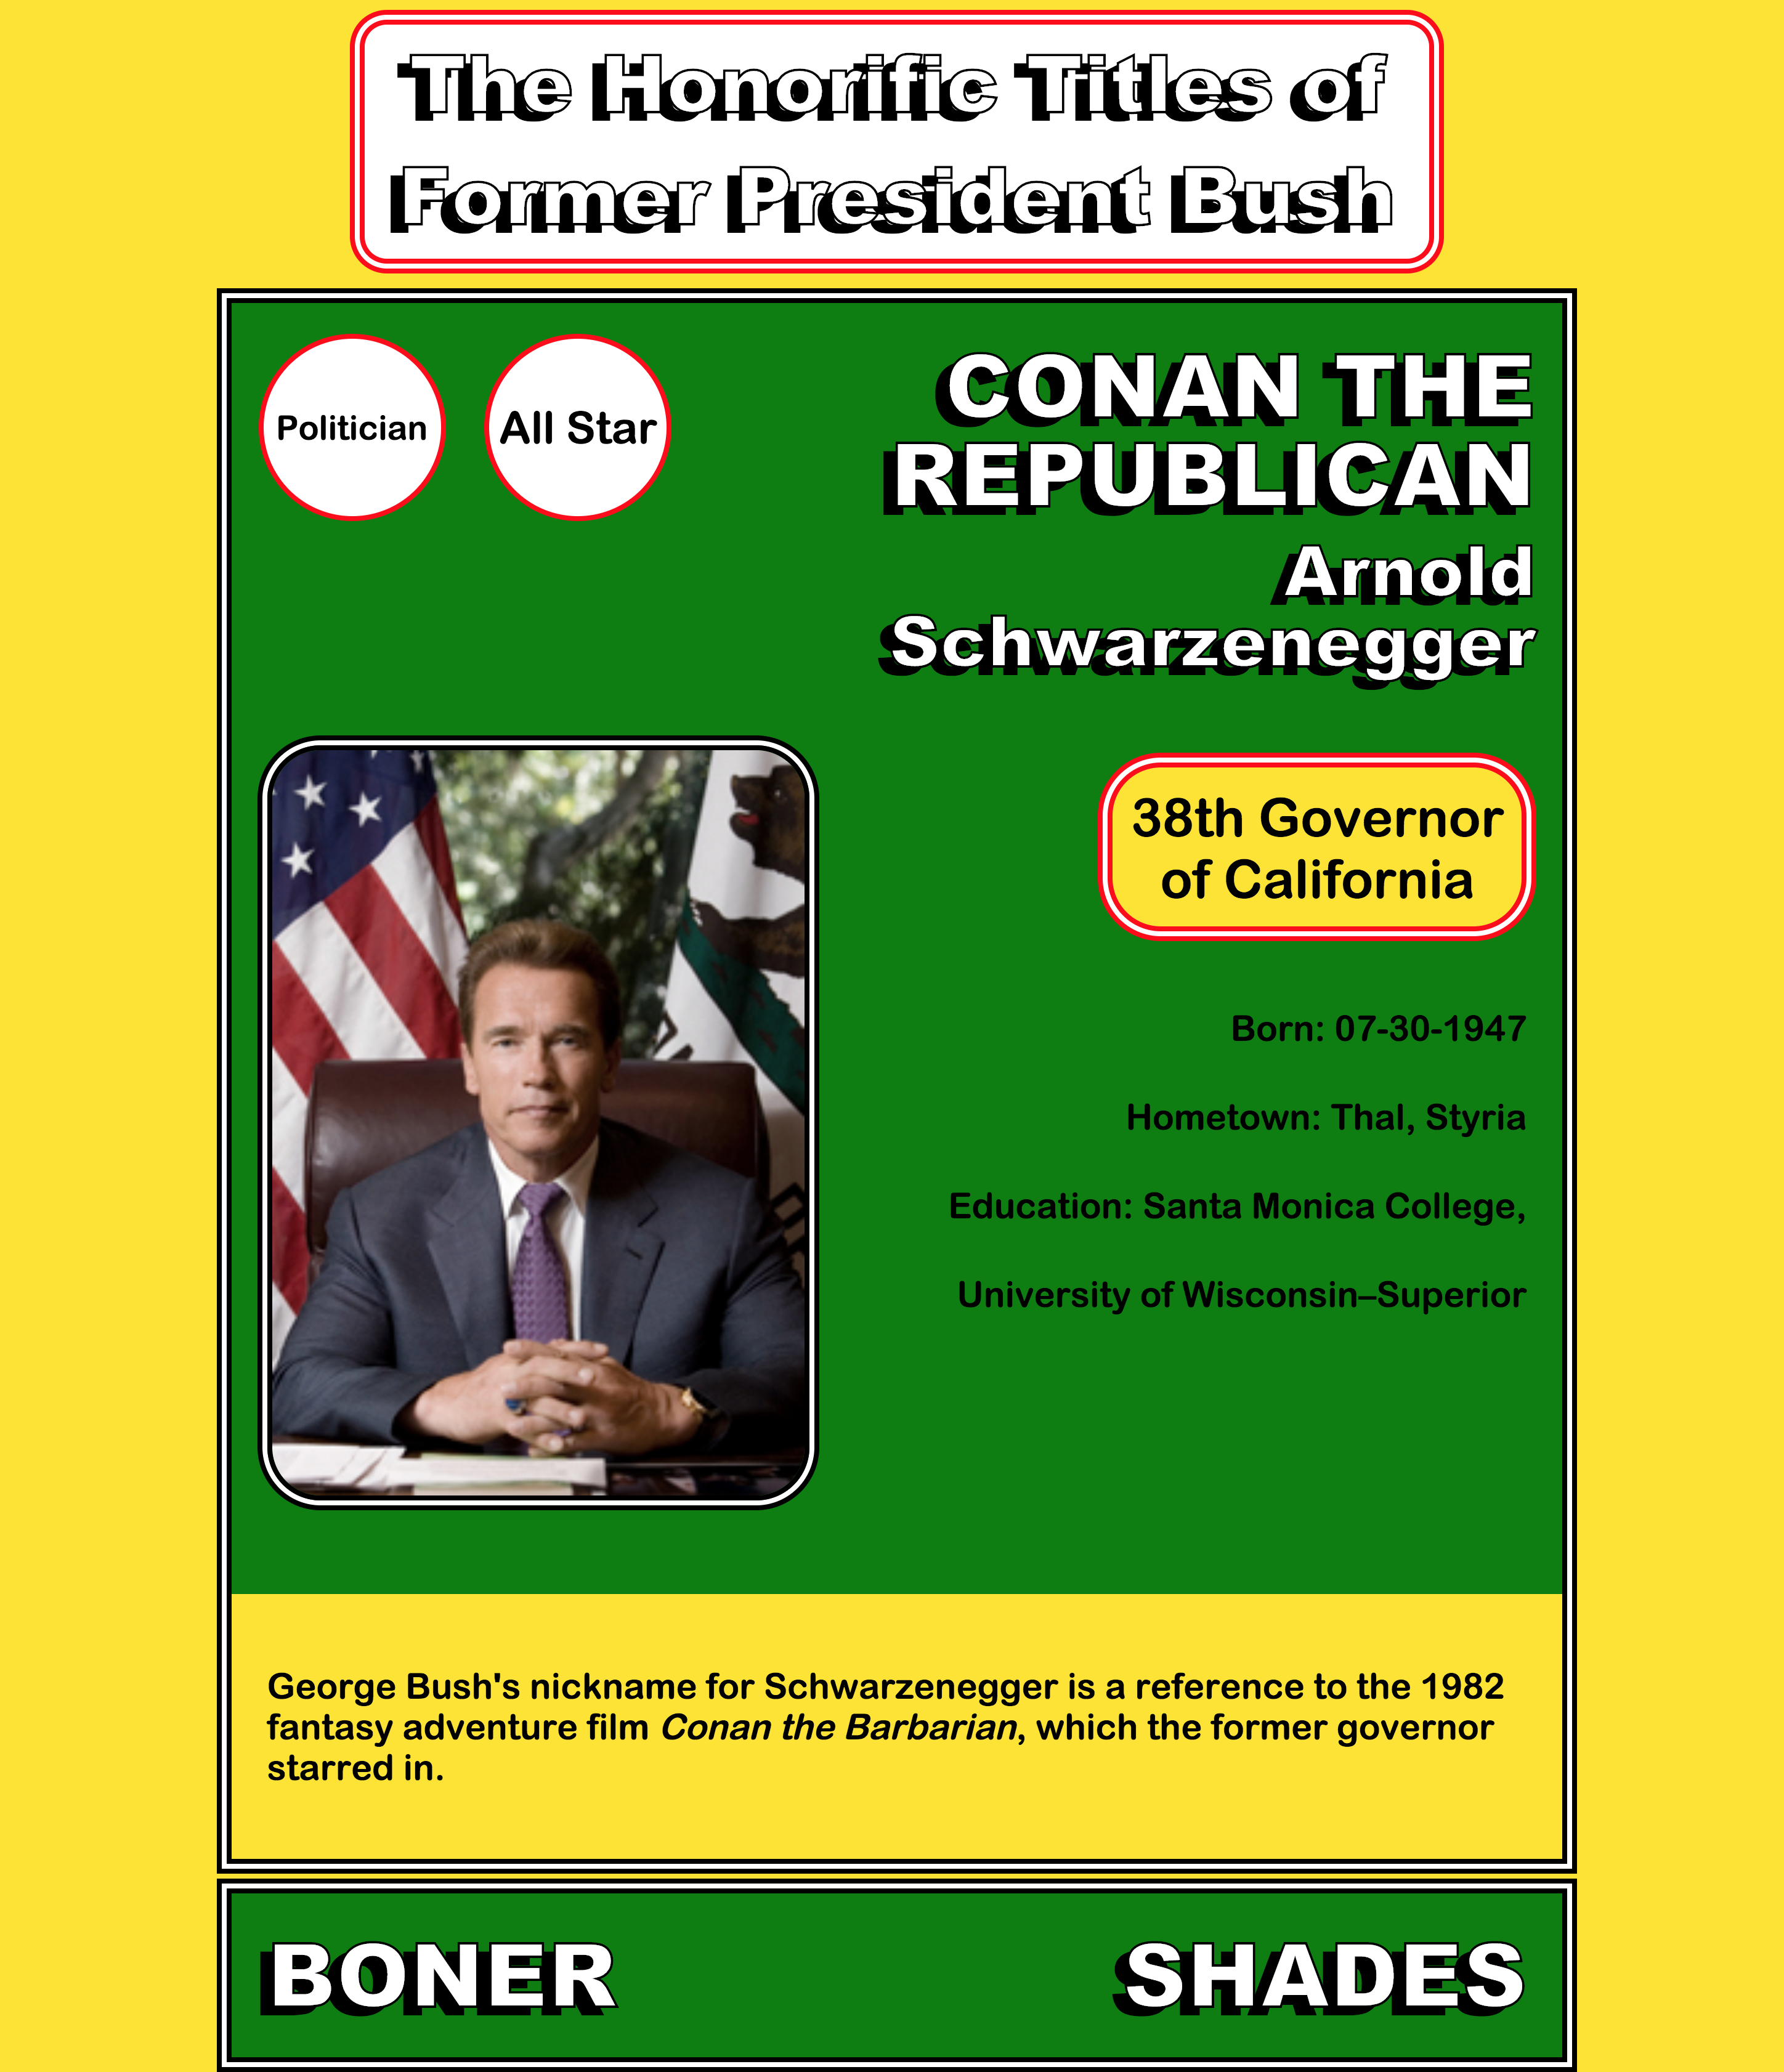 The Honorific Titles of
Former President Bush
Politician
All Star
CONAN THE
REPUBLICAN
Arnold
Schwarzenegger
38th Governor
of California
Born: 07-30-1947
Hometown: Thal, Styria
Education: Santa Monica College,
University of Wisconsin–Superior
George Bush's nickname for Schwarzenegger is a reference to the 1982
fantasy adventure film Conan the Barbarian, which the former governor
starred in.
BONER
SHADES